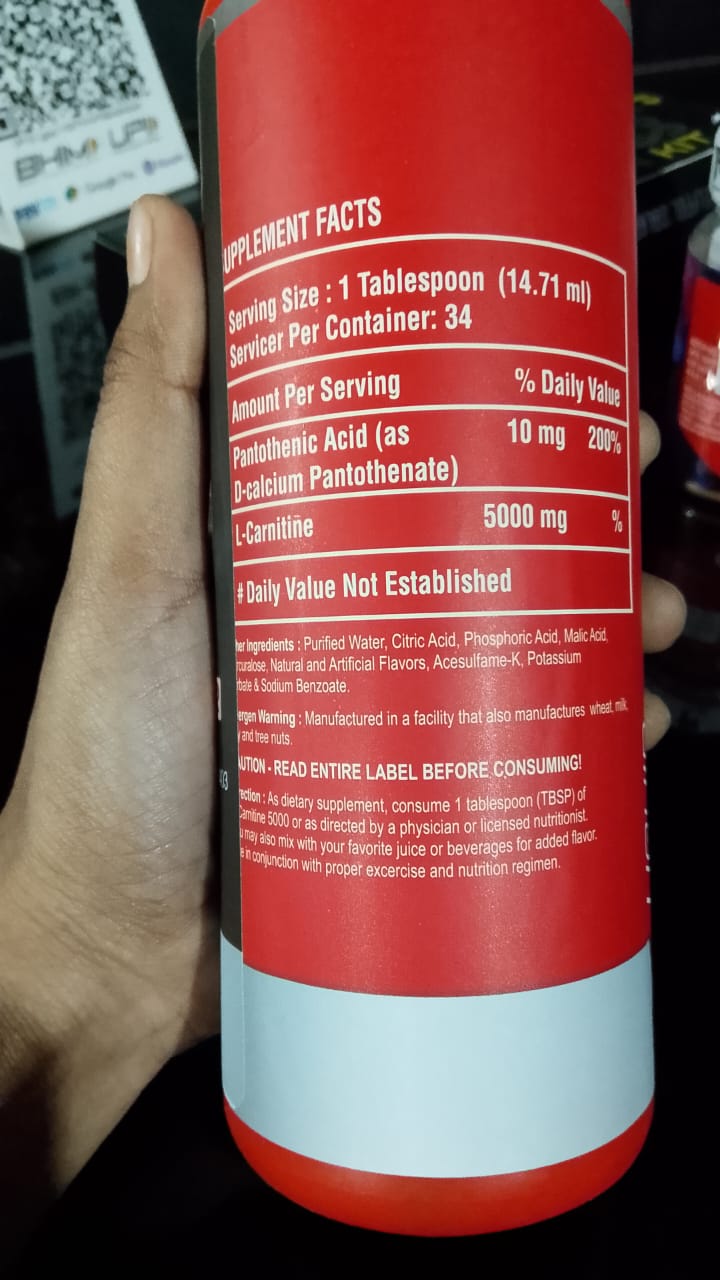 BHIM UPI
Google Pay
KIT
UPPLEMENT FACTS
Serving Size : 1 Tablespoon (14.71 ml)
Servicer Per Container: 34
Amount Per Serving % Daily Value
Pantothenic Acid (as 10 mg 200%
D-calcium Pantothenate)
L-Carnitine 5000 mg %
# Daily Value Not Established
her Ingredients : Purified Water, Citric Acid, Phosphoric Acid, Malic Acid,
curalose, Natural and Artificial Flavors, Acesulfame-K, Potassium
rbate & Sodium Benzoate.
ergen Warning : Manufactured in a facility that also manufactures wheat, milk,
y and tree nuts.
AUTION - READ ENTIRE LABEL BEFORE CONSUMING!
ection : As dietary supplement, consume 1 tablespoon (TBSP) of
Carnitine 5000 or as directed by a physician or licensed nutritionist.
u may also mix with your favorite juice or beverages for added flavor.
e in conjunction with proper excercise and nutrition regimen.